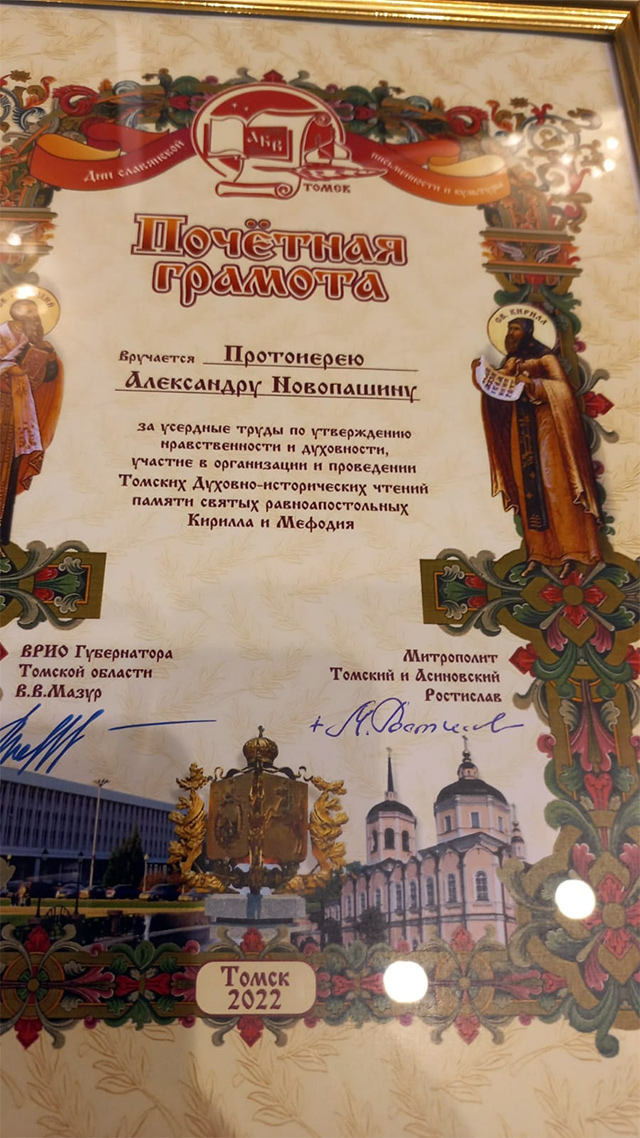 Дни славянской письменности и культуры
АБВ
ТОМСК
Почётная
грамота
СВ. КИРИЛЛ
Вручается Протоиерею
Александру Новопашину
за усердные труды по утверждению
нравственности и духовности,
участие в организации и проведении
Томских Духовно-исторических чтений
памяти святых равноапостольных
Кирилла и Мефодия
ВРИО Губернатора
Томской области
В.В.Мазур
Митрополит
Томский и Асиновский
Ростислав
Томск
2022